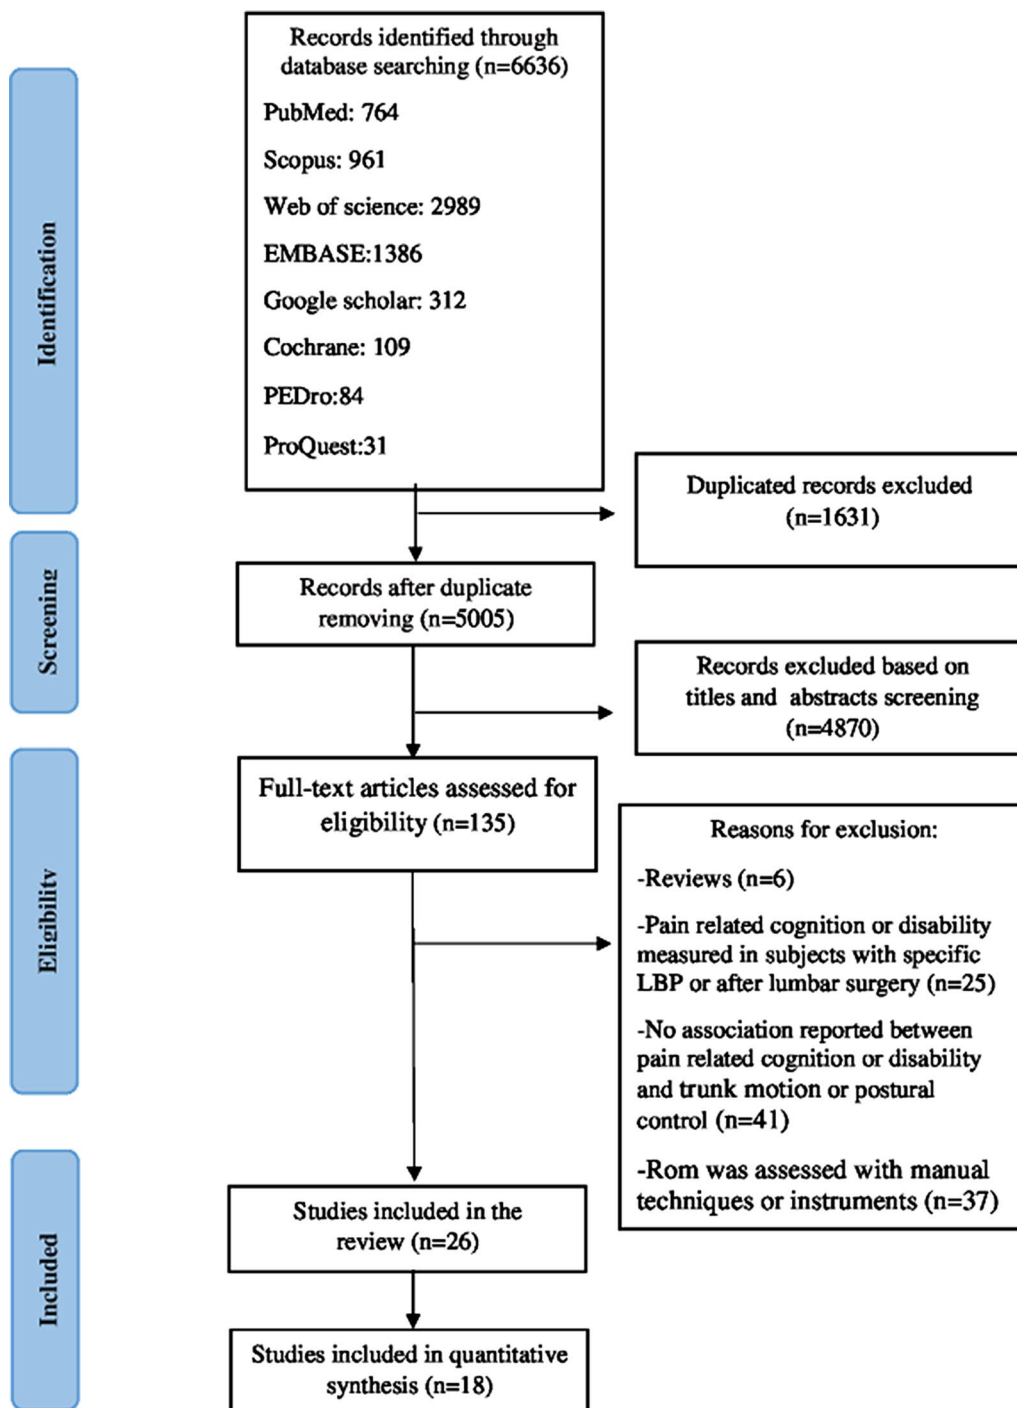 Records identified through
database searching (n=6636)
PubMed: 764
Scopus: 961
Web of science: 2989
EMBASE:1386
Google scholar: 312
Cochrane: 109
PEDro:84
ProQuest:31
Identification
Duplicated records excluded
(n=1631)
Records after duplicate
removing (n=5005)
Screening
Records excluded based on
titles and abstracts screening
(n=4870)
Full-text articles assessed for
eligibility (n=135)
Eligibility
Reasons for exclusion:
-Reviews (n=6)
-Pain related cognition or disability
measured in subjects with specific
LBP or after lumbar surgery (n=25)
-No association reported between
pain related cognition or disability
and trunk motion or postural
control (n=41)
-Rom was assessed with manual
techniques or instruments (n=37)
Studies included in the
review (n=26)
Included
Studies included in quantitative
synthesis (n=18)